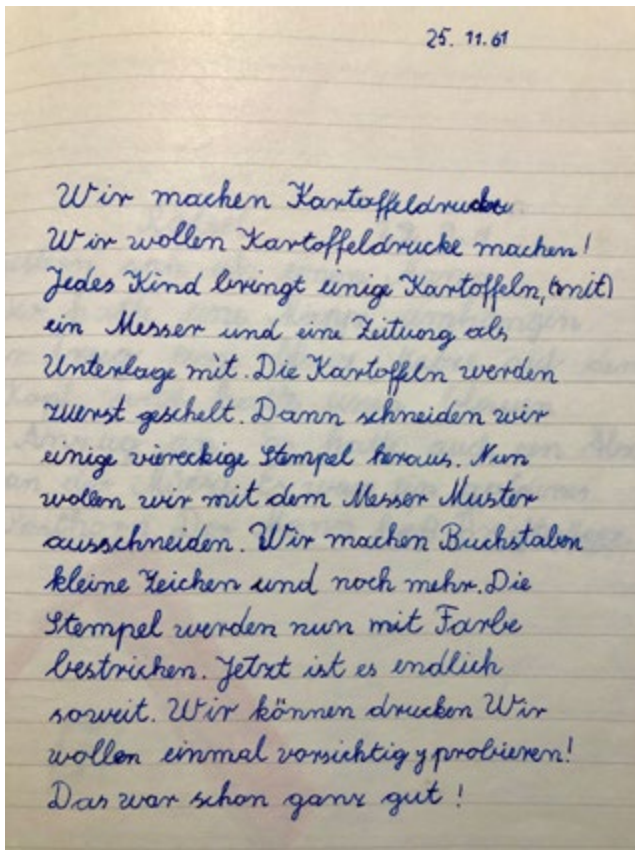 25. 11. 61
Wir machen Kartoffeldrucke
Wir wollen Kartoffeldrucke machen!
Jedes Kind bringt einige Kartoffeln, (mit)
ein Messer und eine Zeitung als
Unterlage mit. Die Kartoffeln werden
zuerst geschelt. Dann schneiden wir
einige viereckige Stempel heraus. Nun
wollen wir mit dem Messer Muster
ausschneiden. Wir machen Buchstaben
kleine Zeichen und noch mehr. Die
Stempel werden nun mit Farbe
bestrichen. Jetzt ist es endlich
soweit. Wir können drucken Wir
wollen einmal vorsichtig probieren!
Das war schon ganz gut!